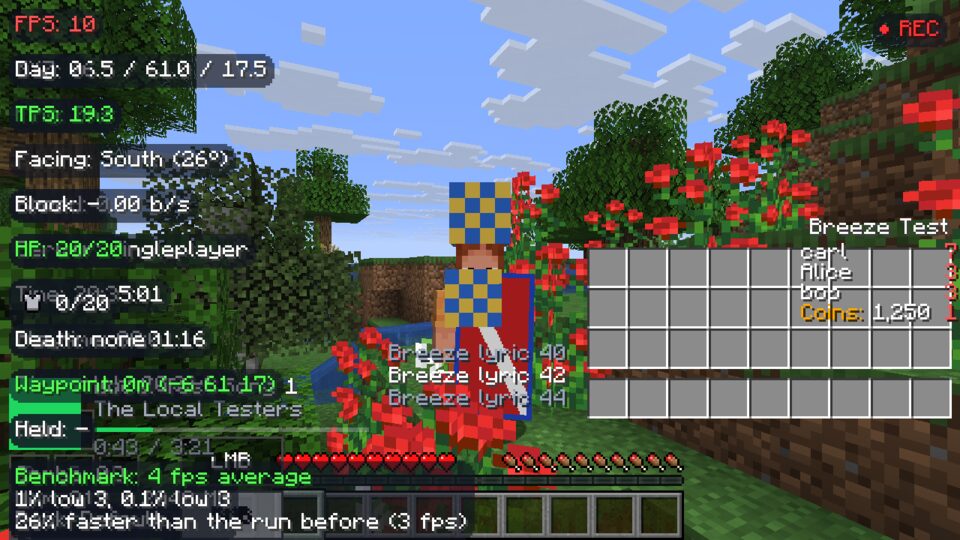 FPS: 10
REC
Day: 06.5 / 61.0 / 17.5
TPS: 19.3
Facing: South (26°)
Block: -0.00 b/s
Breeze Test
HP: 20/20 ingleplayer
carl
Alice
bob
Coins: 1,250 1
0/20 5:01
Death: none 01:16
Breeze lyric 40
Breeze lyric 42
Breeze lyric 44
Waypoint: 0m (-6 61 17) 1
The Local Testers
Held: -
0:43 / 3:21
LMB
Benchmark: 4 fps average
1% low 3, 0.1% low 3
26% faster than the run before (3 fps)